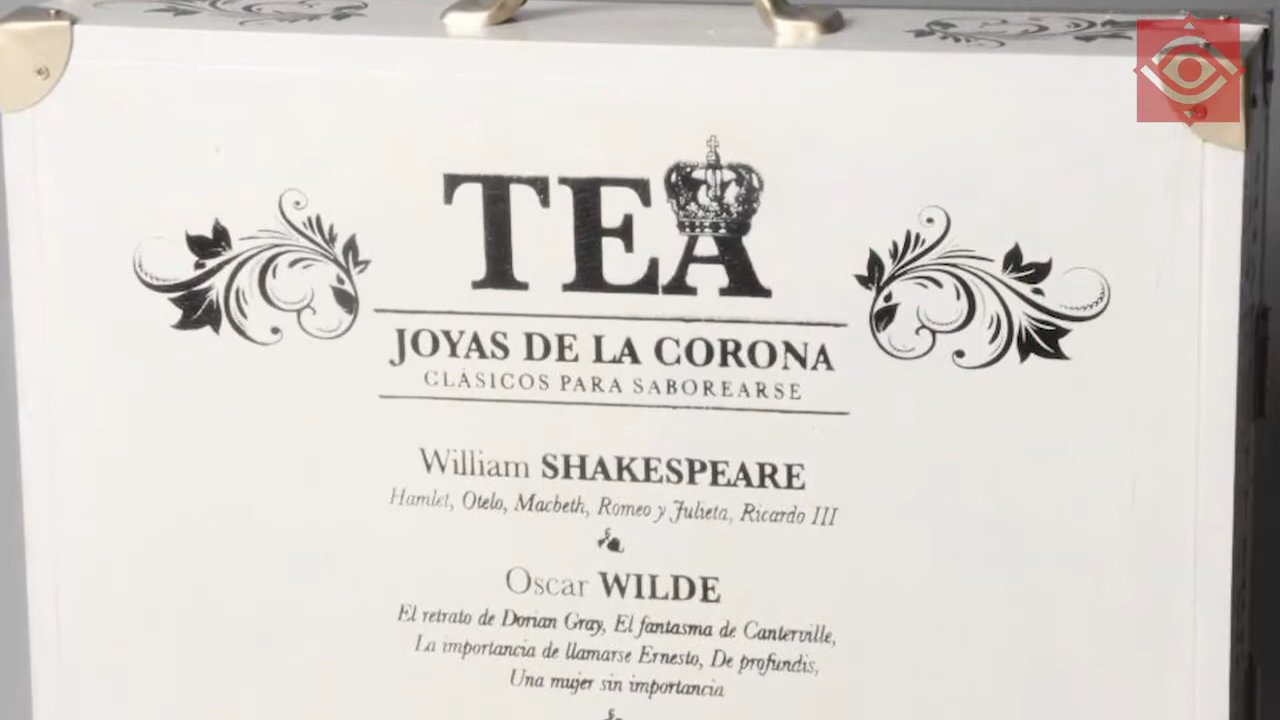 TEA
JOYAS DE LA CORONA
CLÁSICOS PARA SABOREARSE
William SHAKESPEARE
Hamlet, Otelo, Macbeth, Romeo y Julieta, Ricardo III
Oscar WILDE
El retrato de Dorian Gray, El fantasma de Canterville,
La importancia de llamarse Ernesto, De profundis,
Una mujer sin importancia